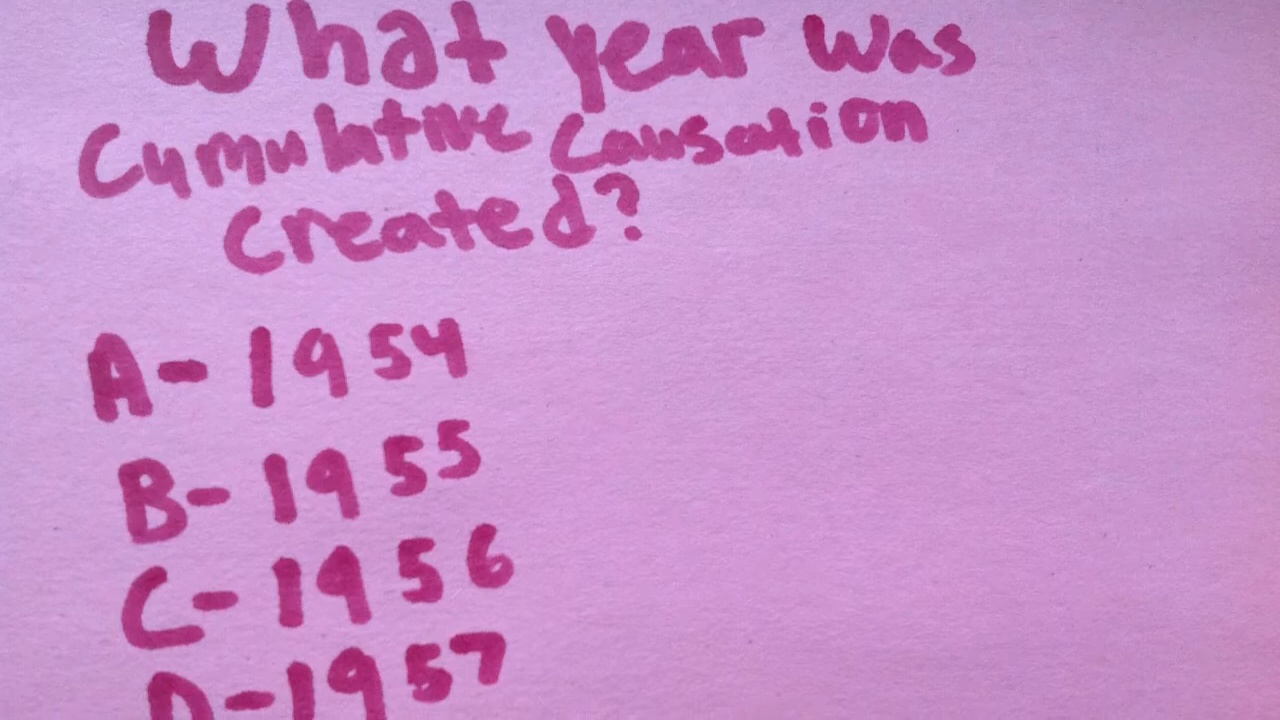 What year was
Cumulative Causation
Created?
A- 1954
B- 1955
C- 1956
D- 1957